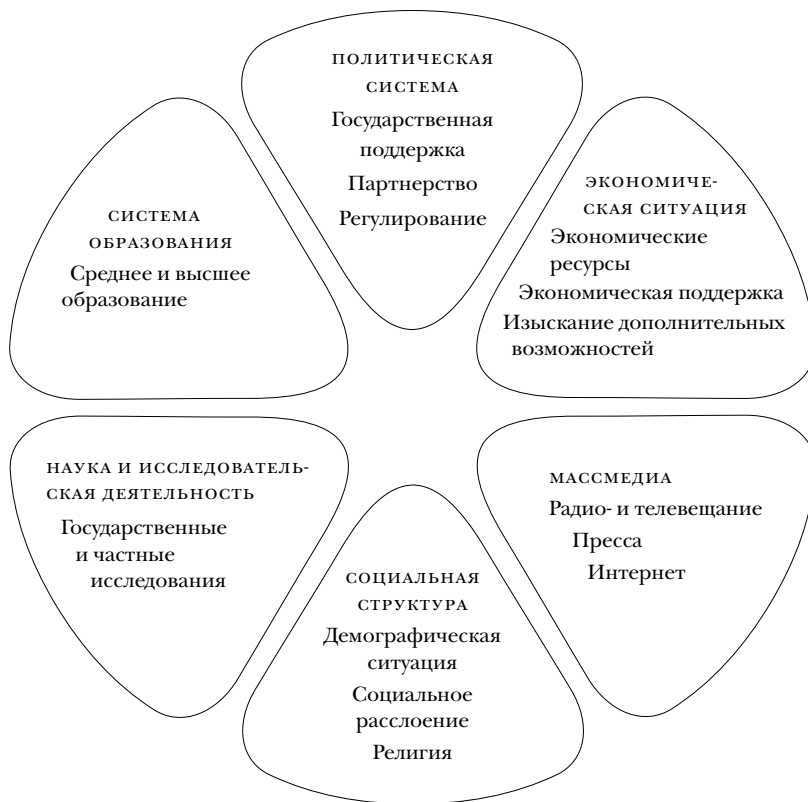 ПОЛИТИЧЕСКАЯ
СИСТЕМА
Государственная
поддержка
Партнерство
Регулирование
ЭКОНОМИЧЕ-
СКАЯ СИТУАЦИЯ
Экономические
ресурсы
Экономическая поддержка
Изыскание дополнительных
возможностей
СИСТЕМА
ОБРАЗОВАНИЯ
Среднее и высшее
образование
НАУКА И ИССЛЕДОВАТЕЛЬ-
СКАЯ ДЕЯТЕЛЬНОСТЬ
Государственные
и частные
исследования
МАССМЕДИА
Радио- и телевещание
Пресса
Интернет
СОЦИАЛЬНАЯ
СТРУКТУРА
Демографическая
ситуация
Социальное
расслоение
Религия